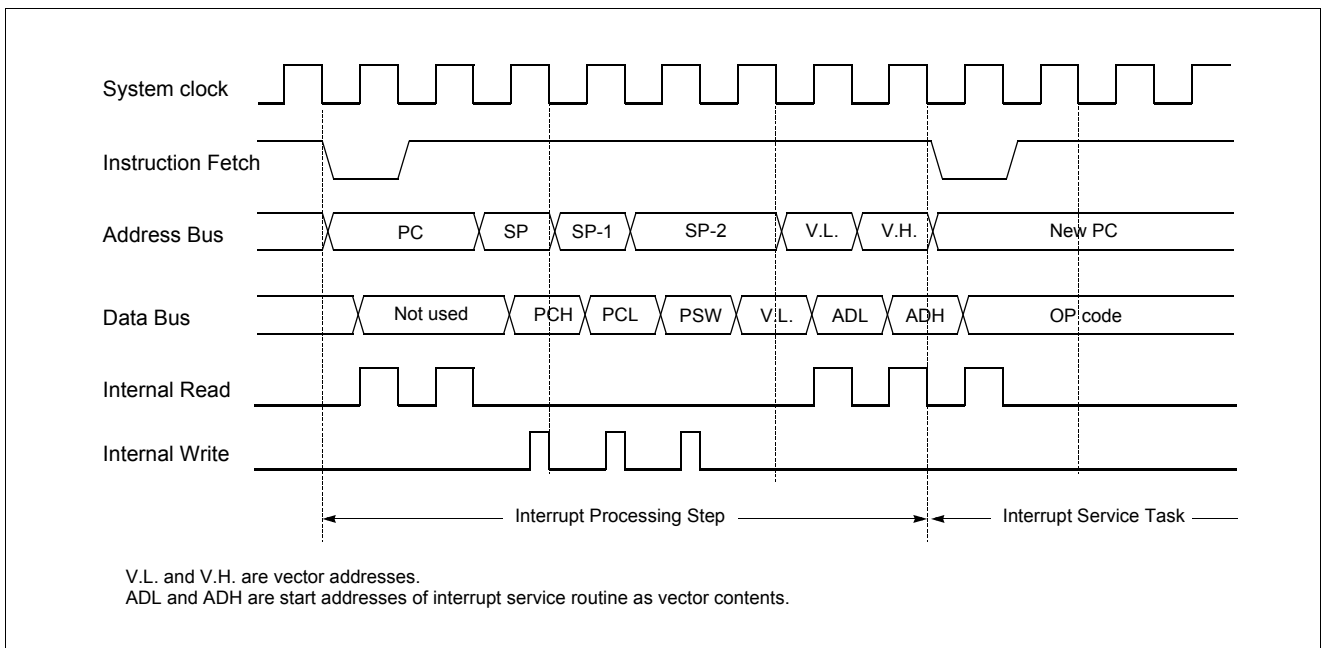 System clock
Instruction Fetch
Address Bus
PC
SP
SP-1
SP-2
V.L.
V.H.
New PC
Data Bus
Not used
PCH
PCL
PSW
V.L.
ADL
ADH
OP code
Internal Read
Internal Write
Interrupt Processing Step
Interrupt Service Task
V.L. and V.H. are vector addresses.
ADL and ADH are start addresses of interrupt service routine as vector contents.